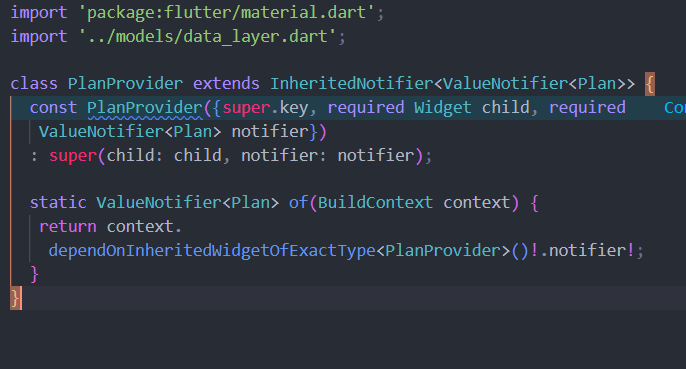 import 'package:flutter/material.dart';
import '../models/data_layer.dart';
class PlanProvider extends InheritedNotifier<ValueNotifier<Plan>> {
const PlanProvider({super.key, required Widget child, required
ValueNotifier<Plan> notifier})
: super(child: child, notifier: notifier);
static ValueNotifier<Plan> of(BuildContext context) {
return context.
dependOnInheritedWidgetOfExactType<PlanProvider>()!.notifier!;
}
}